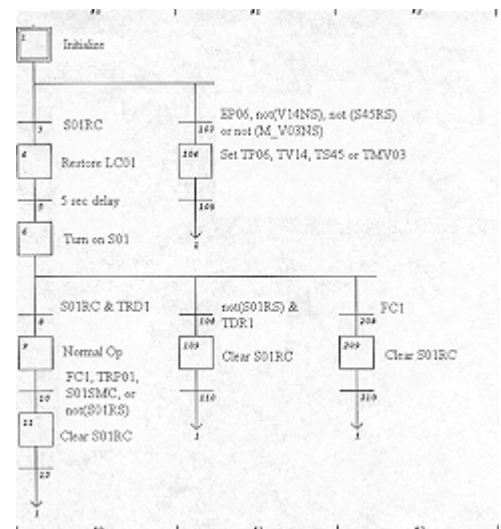 1
Initialize
3
S01RC
4
Restore LC01
5
5 sec delay
6
Turn on S01
EP06, not(V14NS), not (S45RS)
or not (M_V03NS)
103
104
Set TP06, TV14, TS45 or TMV03
1
S01RC & TRD1
8
9
Normal Op
10
FC1, TRP01,
S01SMC, or
not(S01RS)
11
Clear S01RC
1
not(S01RS) &
TDR1
108
109
Clear S01RC
110
1
FC1
208
209
Clear S01RC
210
1